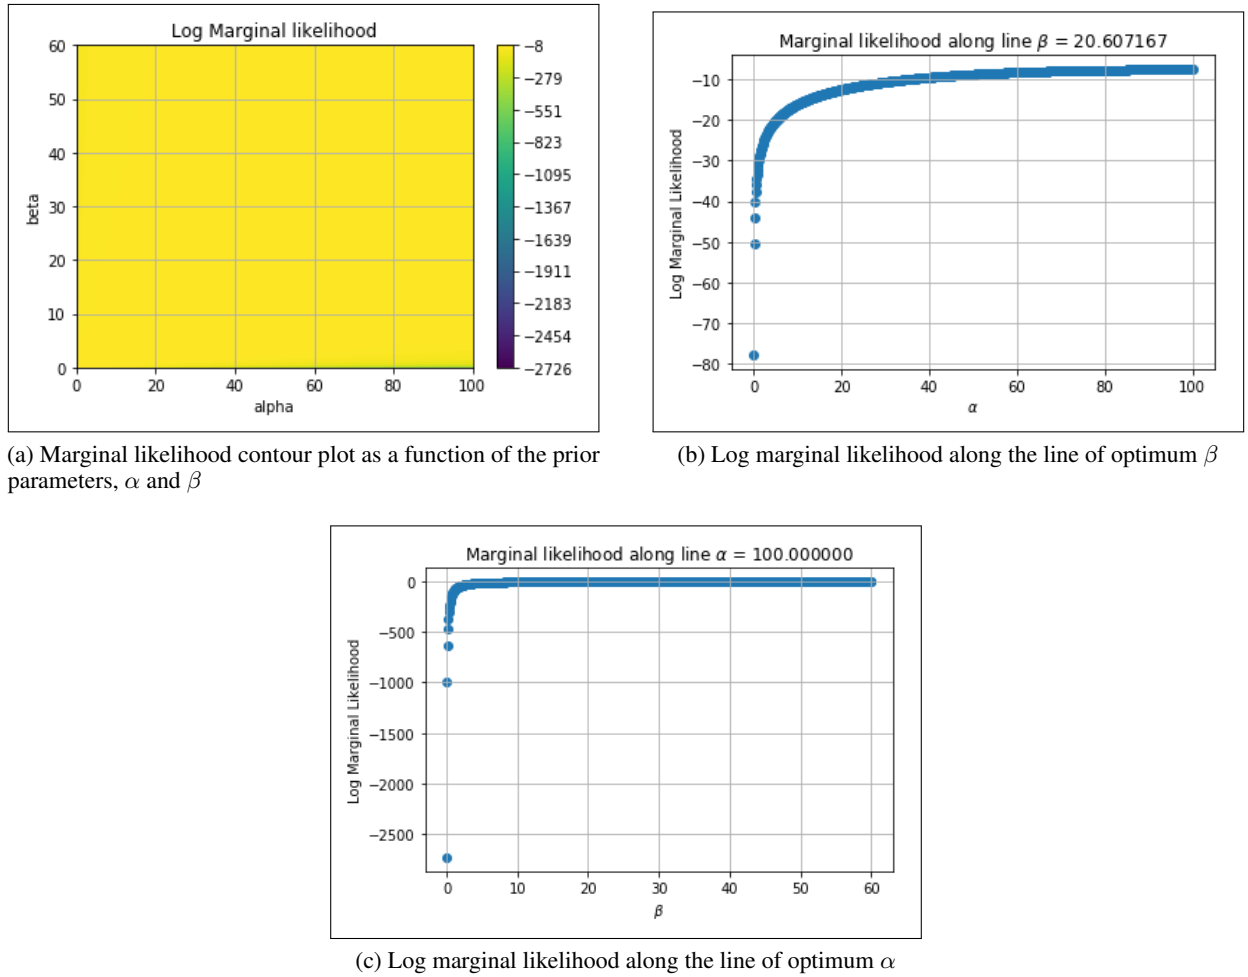 Log Marginal likelihood
60
50
40
30
20
10
0
beta
0 20 40 60 80 100
alpha
−8
−279
−551
−823
−1095
−1367
−1639
−1911
−2183
−2454
−2726
(a) Marginal likelihood contour plot as a function of the prior
parameters, α and β
Marginal likelihood along line β = 20.607167
−10
−20
−30
−40
−50
−60
−70
−80
Log Marginal Likelihood
0 20 40 60 80 100
α
(b) Log marginal likelihood along the line of optimum β
Marginal likelihood along line α = 100.000000
0
−500
−1000
−1500
−2000
−2500
Log Marginal Likelihood
0 10 20 30 40 50 60
β
(c) Log marginal likelihood along the line of optimum α